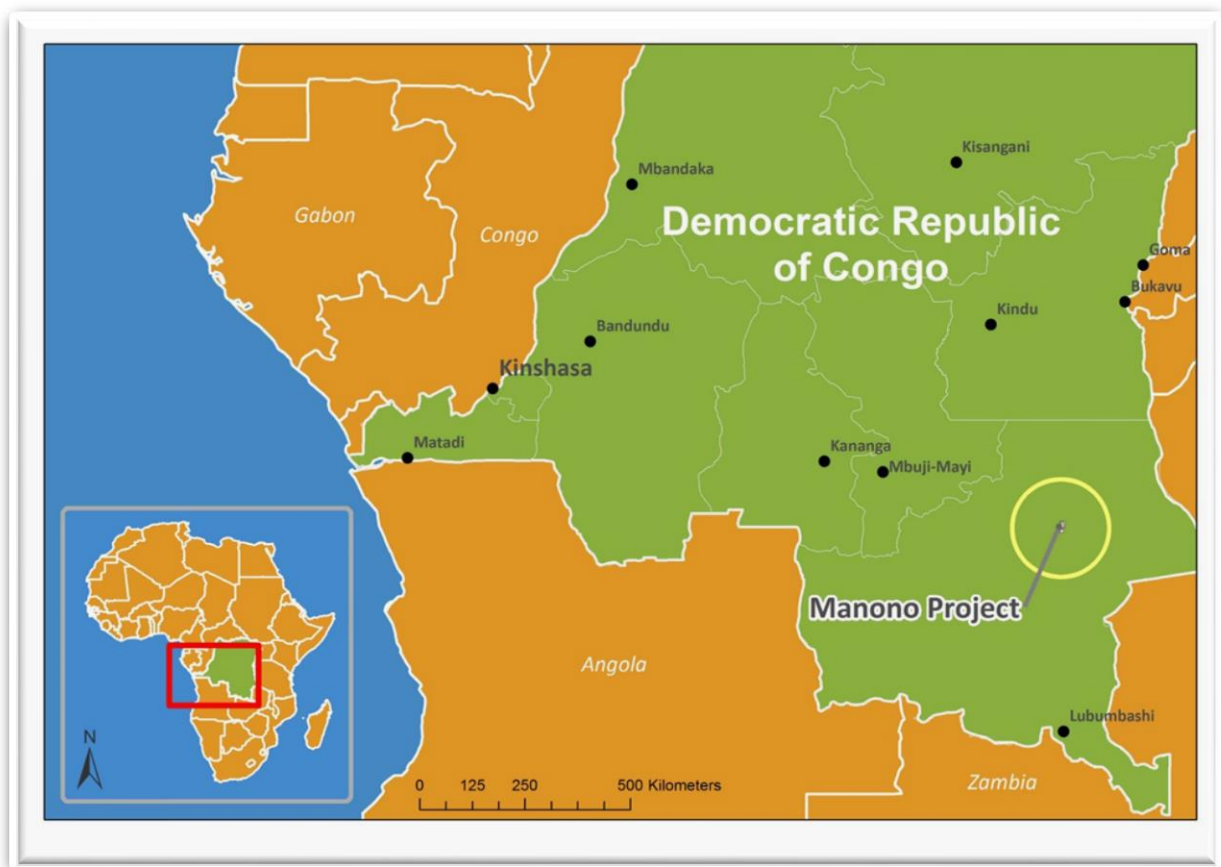 Kisangani
Mbandaka
Democratic Republic
of Congo
Gabon
Congo
Goma
Bukavu
Kindu
Bandundu
Kinshasa
Matadi
Kananga
Mbuji-Mayi
Manono Project
Angola
Lubumbashi
Zambia
N
0 125 250 500 Kilometers